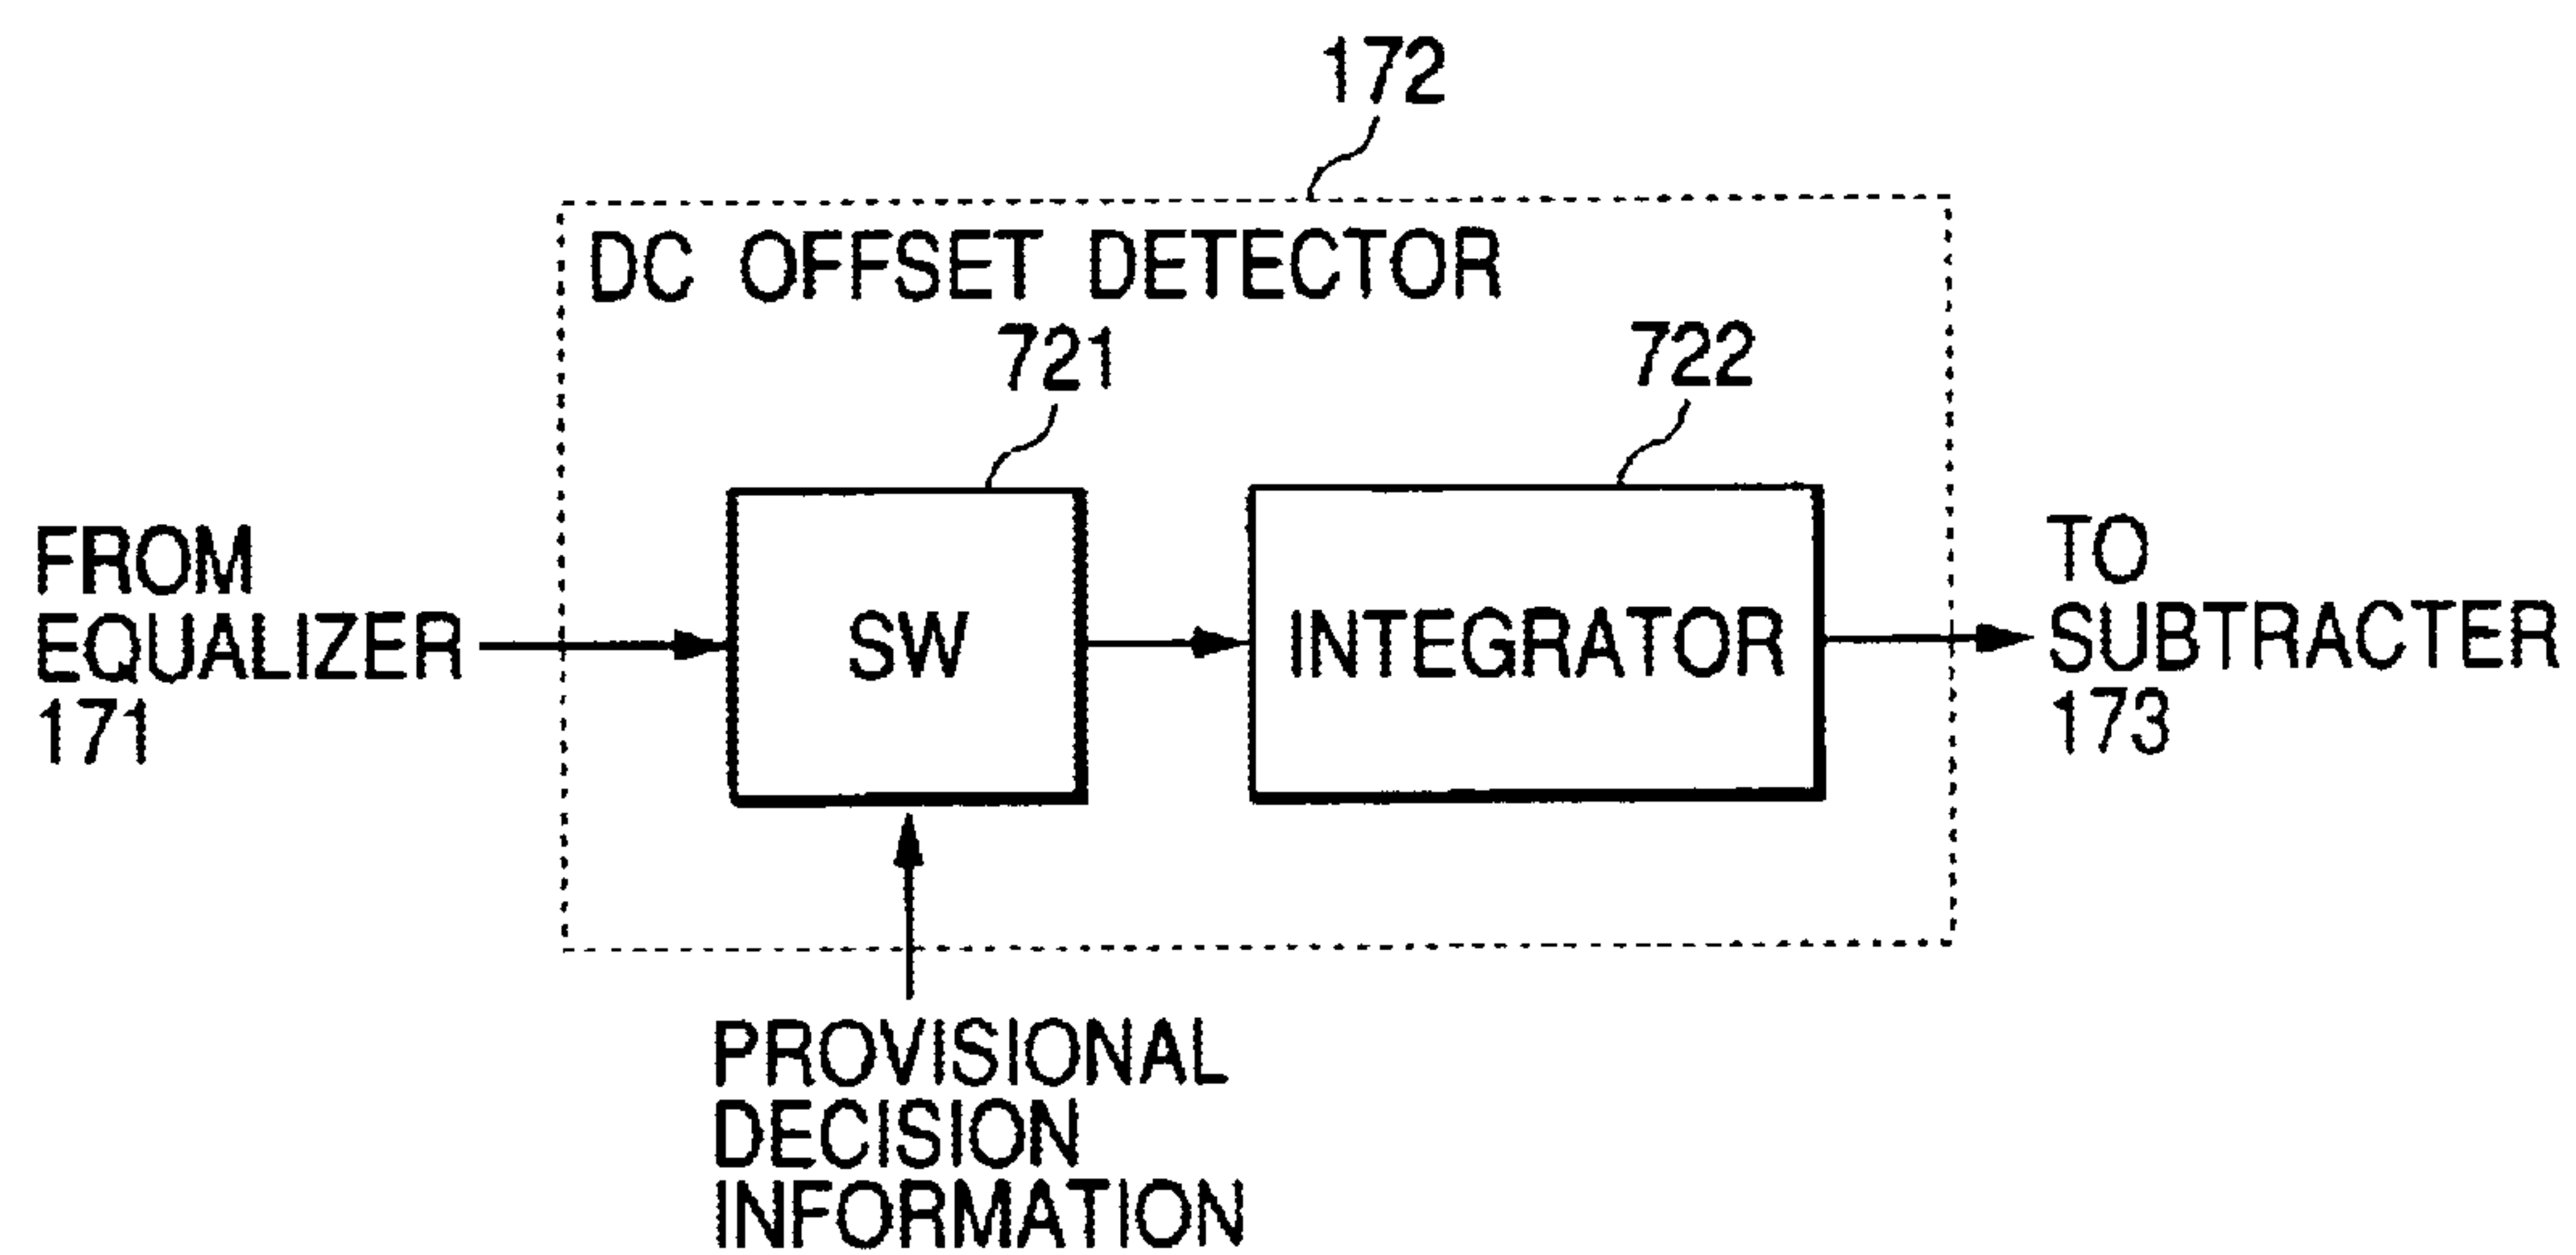 172
DC OFFSET DETECTOR
721
722
FROM
EQUALIZER
171
SW
INTEGRATOR
TO
SUBTRACTER
173
PROVISIONAL
DECISION
INFORMATION